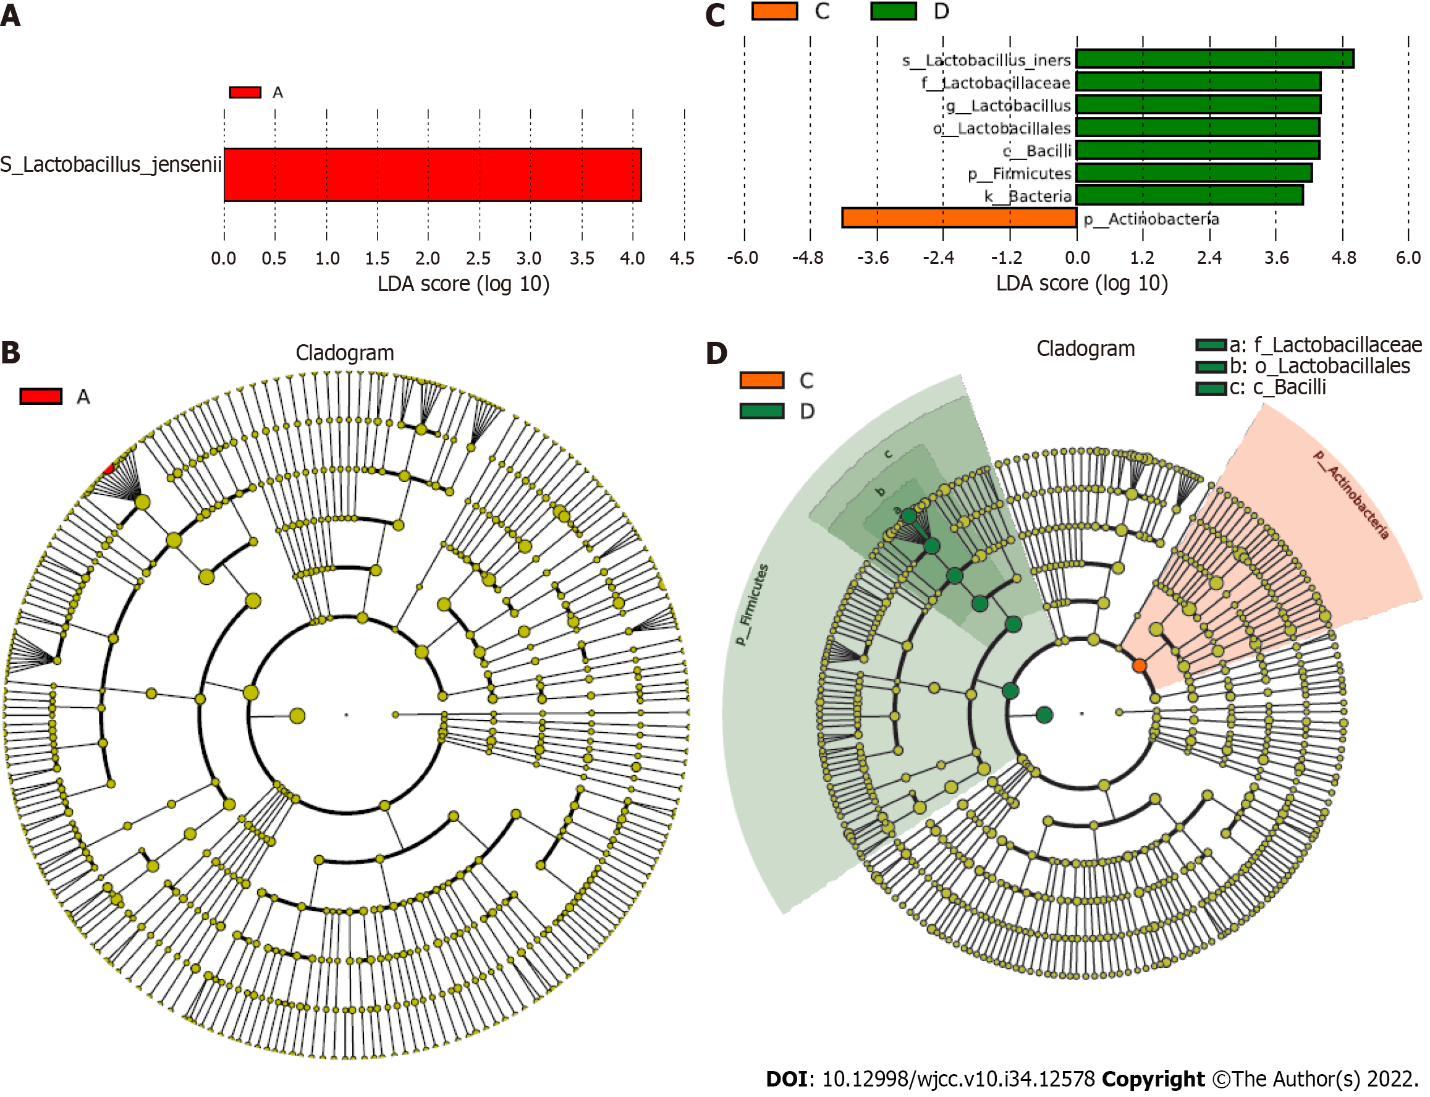 A
A
S_Lactobacillus_jensenii
0.0 0.5 1.0 1.5 2.0 2.5 3.0 3.5 4.0 4.5
LDA score (log 10)
C
C D
s__Lactobacillus_iners
f__Lactobacillaceae
g__Lactobacillus
o__Lactobacillales
c__Bacilli
p__Firmicutes
k__Bacteria
p__Actinobacteria
-6.0 -4.8 -3.6 -2.4 -1.2 0.0 1.2 2.4 3.6 4.8 6.0
LDA score (log 10)
B
Cladogram
A
D
Cladogram
C
D
a: f_Lactobacillaceae
b: o_Lactobacillales
c: c_Bacilli
c
b
a
p__Firmicutes
p__Actinobacteria
DOI: 10.12998/wjcc.v10.i34.12578 Copyright ©The Author(s) 2022.